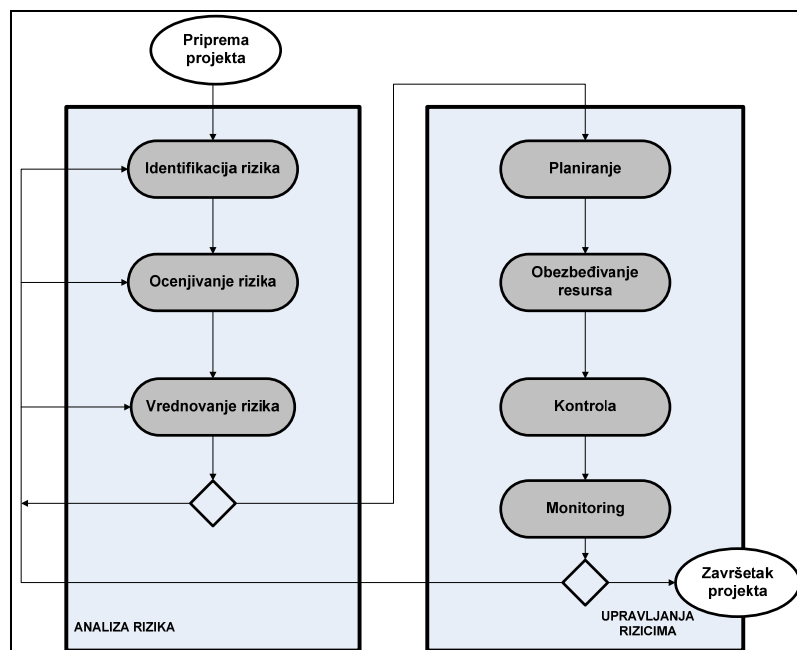 Priprema
projekta
Identifikacija rizika
Ocenjivanje rizika
Vrednovanje rizika
ANALIZA RIZIKA
Planiranje
Obezbeđivanje
resursa
Kontrola
Monitoring
Završetak
projekta
UPRAVLJANJA
RIZICIMA